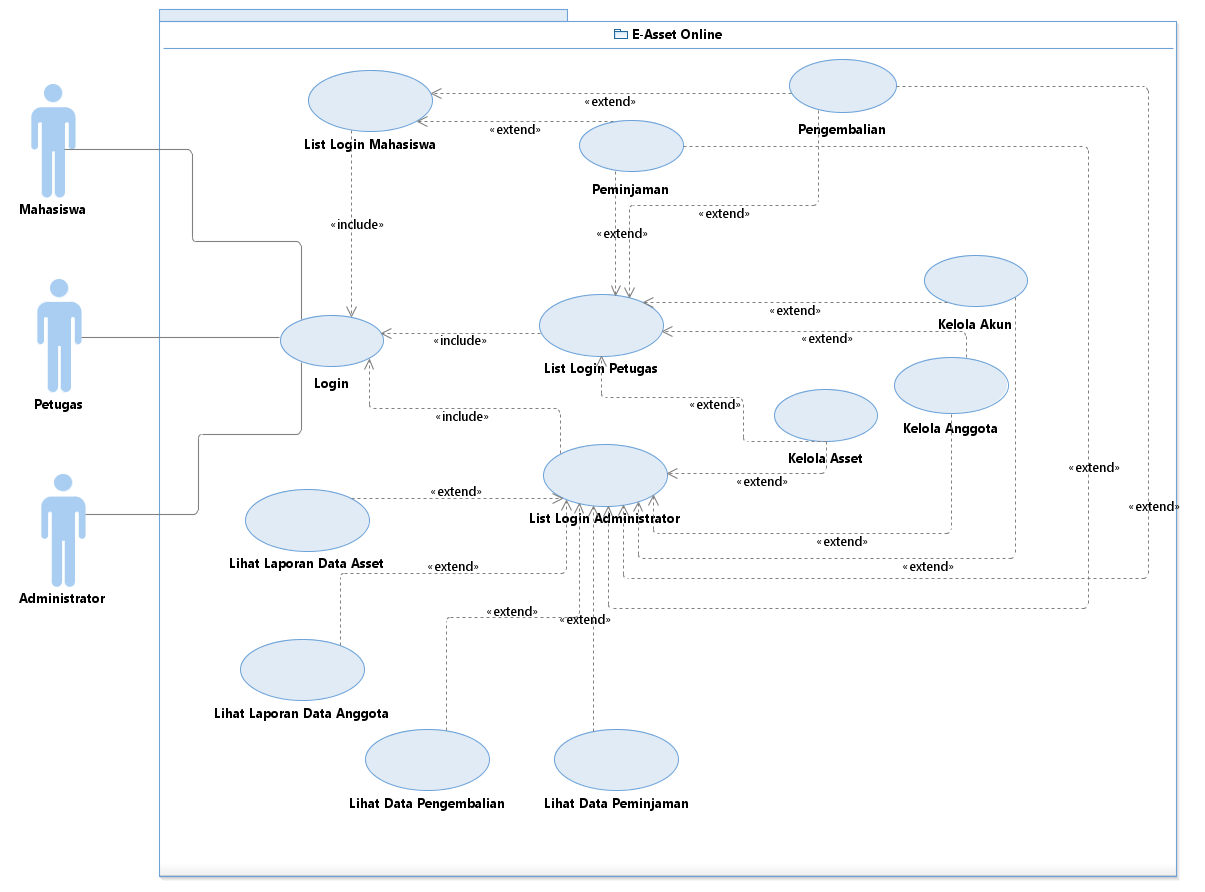 E-Asset Online
«extend»
Pengembalian
«extend»
List Login Mahasiswa
Peminjaman
Mahasiswa
«extend»
«include»
«extend»
«extend»
Kelola Akun
«extend»
«include»
List Login Petugas
Login
Petugas
«extend»
«include»
Kelola Anggota
Kelola Asset
«extend»
«extend»
«extend»
«extend»
List Login Administrator
«extend»
Lihat Laporan Data Asset
«extend»
«extend»
Administrator
«extend»
«extend»
Lihat Laporan Data Anggota
Lihat Data Pengembalian
Lihat Data Peminjaman